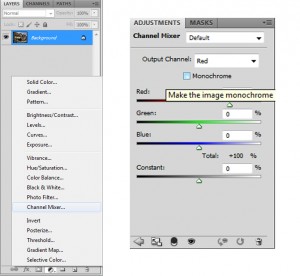 LAYERS CHANNELS PATHS
Normal
Background
Solid Color...
Gradient...
Pattern...
Brightness/Contrast...
Levels...
Curves...
Exposure...
Vibrance...
Hue/Saturation...
Color Balance...
Black & White...
Photo Filter...
Channel Mixer...
Invert
Posterize...
Threshold...
Gradient Map...
Selective Color...
ADJUSTMENTS MASKS
Channel Mixer Default
Output Channel: Red
Monochrome
Red:
Make the image monochrome
Green: 0 %
Blue: 0 %
Total: +100 %
Constant: 0 %